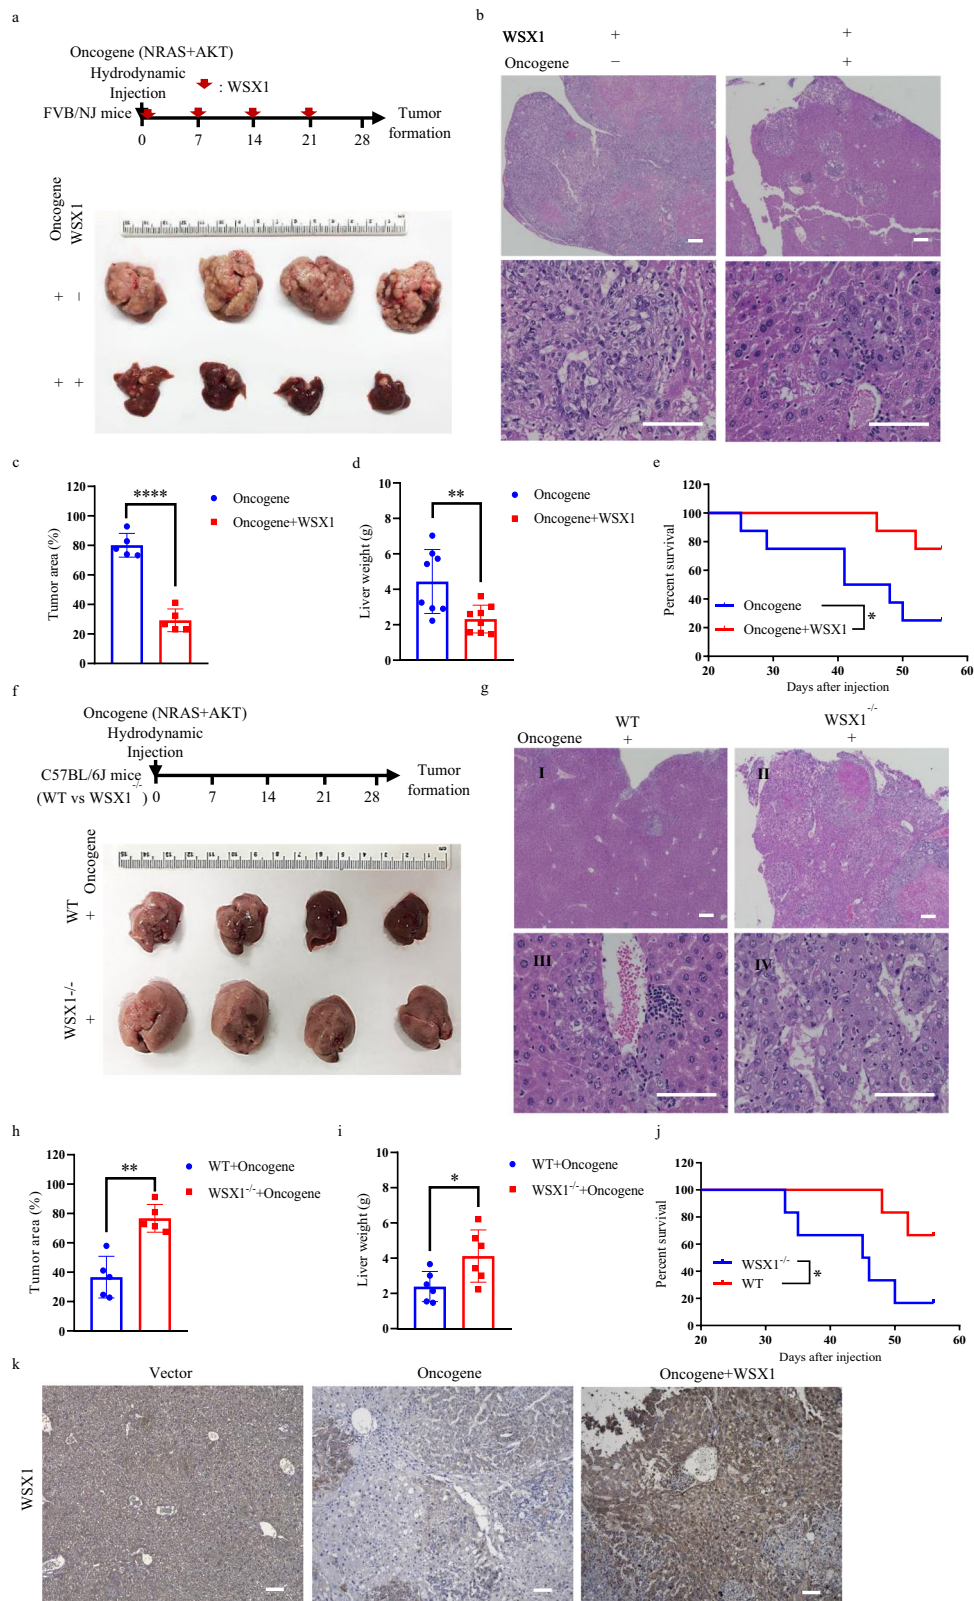 a
Oncogene (NRAS+AKT)
Hydrodynamic
Injection
: WSX1
FVB/NJ mice
Tumor
formation
0 7 14 21 28
Oncogene
WSX1
+ −
+ +
b
WSX1 + +
Oncogene − +
c
Tumor area (%)
120
100
80
60
40
20
0
****
Oncogene
Oncogene+WSX1
d
Liver weight (g)
10
8
6
4
2
0
**
Oncogene
Oncogene+WSX1
e
Percent survival
120
100
80
60
40
20
0
Oncogene
Oncogene+WSX1
*
20 30 40 50 60
Days after injection
f
Oncogene (NRAS+AKT)
Hydrodynamic
Injection
C57BL/6J mice
(WT vs WSX1-/-)
Tumor
formation
0 7 14 21 28
Oncogene
WT +
WSX1-/- +
g
WT WSX1-/-
Oncogene + +
I II
III IV
h
Tumor area (%)
120
100
80
60
40
20
0
**
WT+Oncogene
WSX1-/-+Oncogene
i
Liver weight (g)
10
8
6
4
2
0
*
WT+Oncogene
WSX1-/-+Oncogene
j
Percent survival
120
100
80
60
40
20
0
WSX1-/-
WT
*
20 30 40 50 60
Days after injection
k
Vector Oncogene Oncogene+WSX1
WSX1